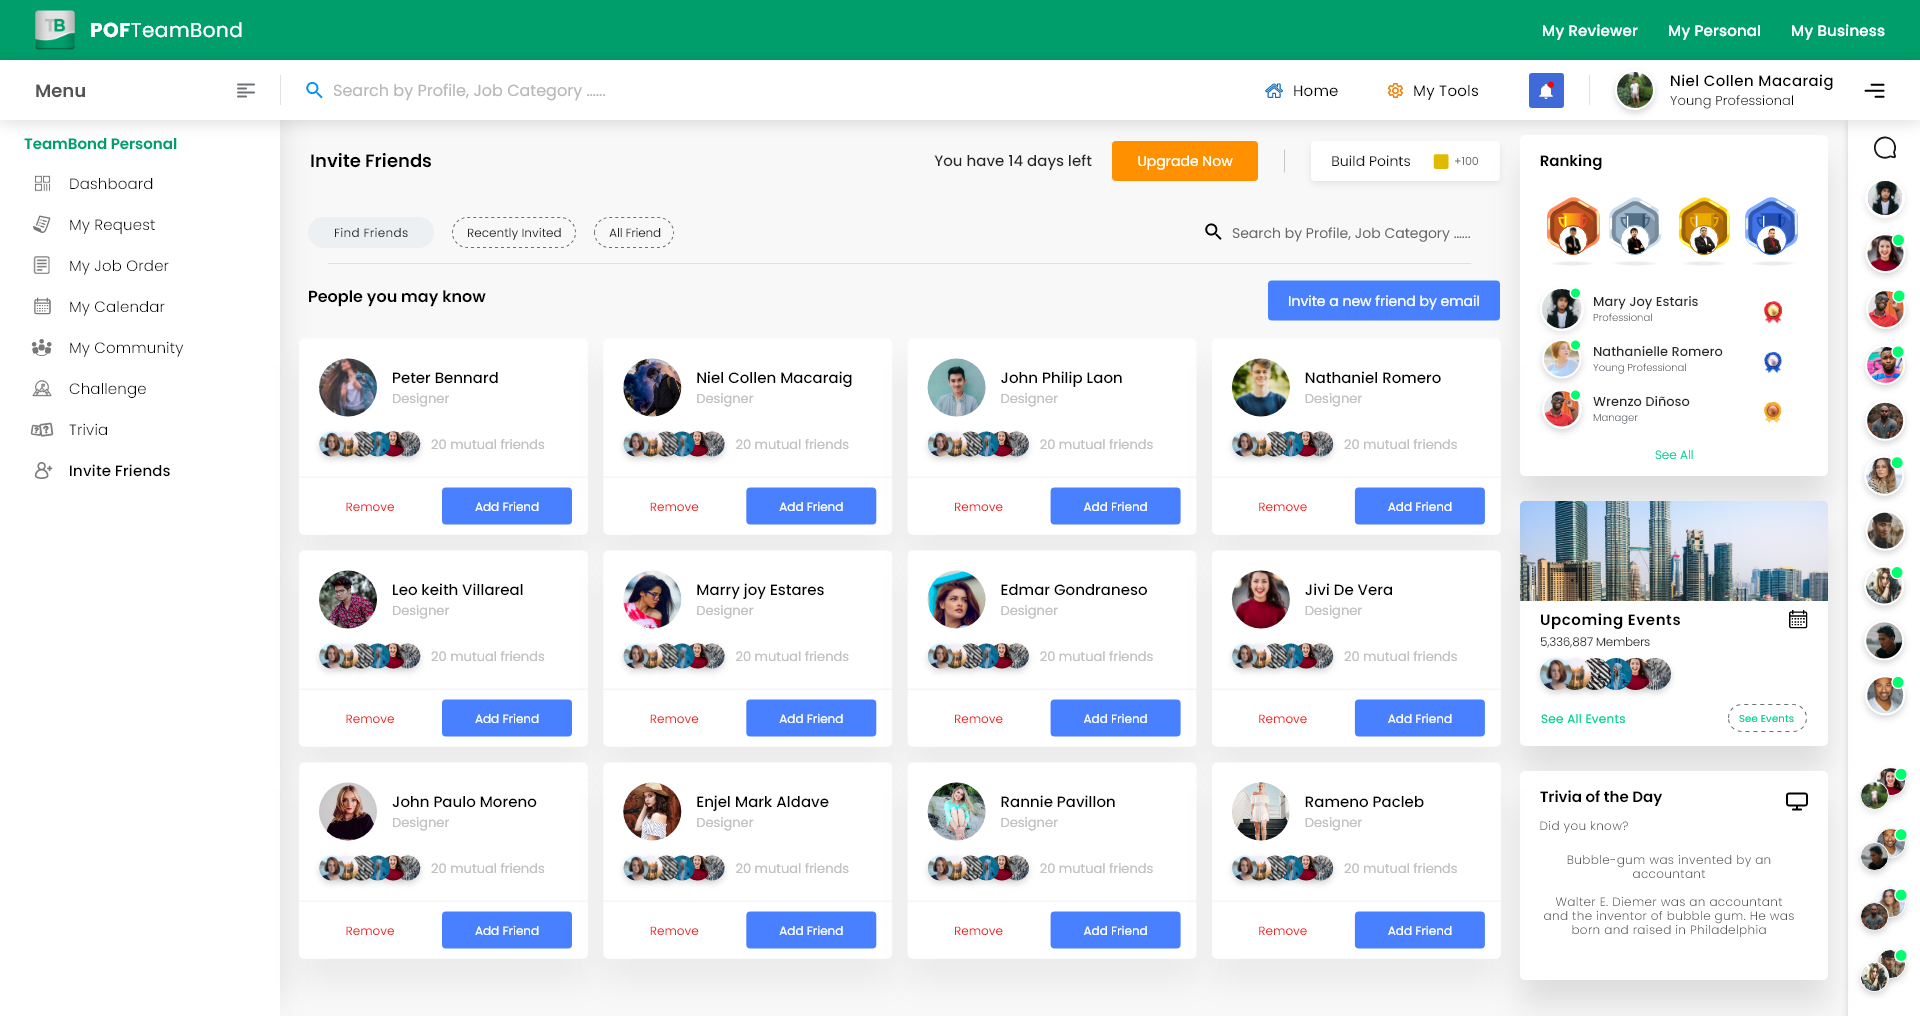 TB POFTeamBond
My Reviewer My Personal My Business
Menu
Search by Profile, Job Category ......
Home
My Tools
Niel Collen Macaraig
Young Professional
TeamBond Personal
Dashboard
My Request
My Job Order
My Calendar
My Community
Challenge
Trivia
Invite Friends
Invite Friends
You have 14 days left
Upgrade Now
Build Points
+100
Find Friends
Recently Invited
All Friend
Search by Profile, Job Category ......
People you may know
Invite a new friend by email
Peter Bennard
Designer
20 mutual friends
Remove
Add Friend
Niel Collen Macaraig
Designer
20 mutual friends
Remove
Add Friend
John Philip Laon
Designer
20 mutual friends
Remove
Add Friend
Nathaniel Romero
Designer
20 mutual friends
Remove
Add Friend
Leo keith Villareal
Designer
20 mutual friends
Remove
Add Friend
Marry joy Estares
Designer
20 mutual friends
Remove
Add Friend
Edmar Gondraneso
Designer
20 mutual friends
Remove
Add Friend
Jivi De Vera
Designer
20 mutual friends
Remove
Add Friend
John Paulo Moreno
Designer
20 mutual friends
Remove
Add Friend
Enjel Mark Aldave
Designer
20 mutual friends
Remove
Add Friend
Rannie Pavillon
Designer
20 mutual friends
Remove
Add Friend
Rameno Pacleb
Designer
20 mutual friends
Remove
Add Friend
Ranking
Mary Joy Estaris
Professional
Nathanielle Romero
Young Professional
Wrenzo Diñoso
Manager
See All
Upcoming Events
5,336,887 Members
See All Events
See Events
Trivia of the Day
Did you know?
Bubble-gum was invented by an
accountant
Walter E. Diemer was an accountant
and the inventor of bubble gum. He was
born and raised in Philadelphia